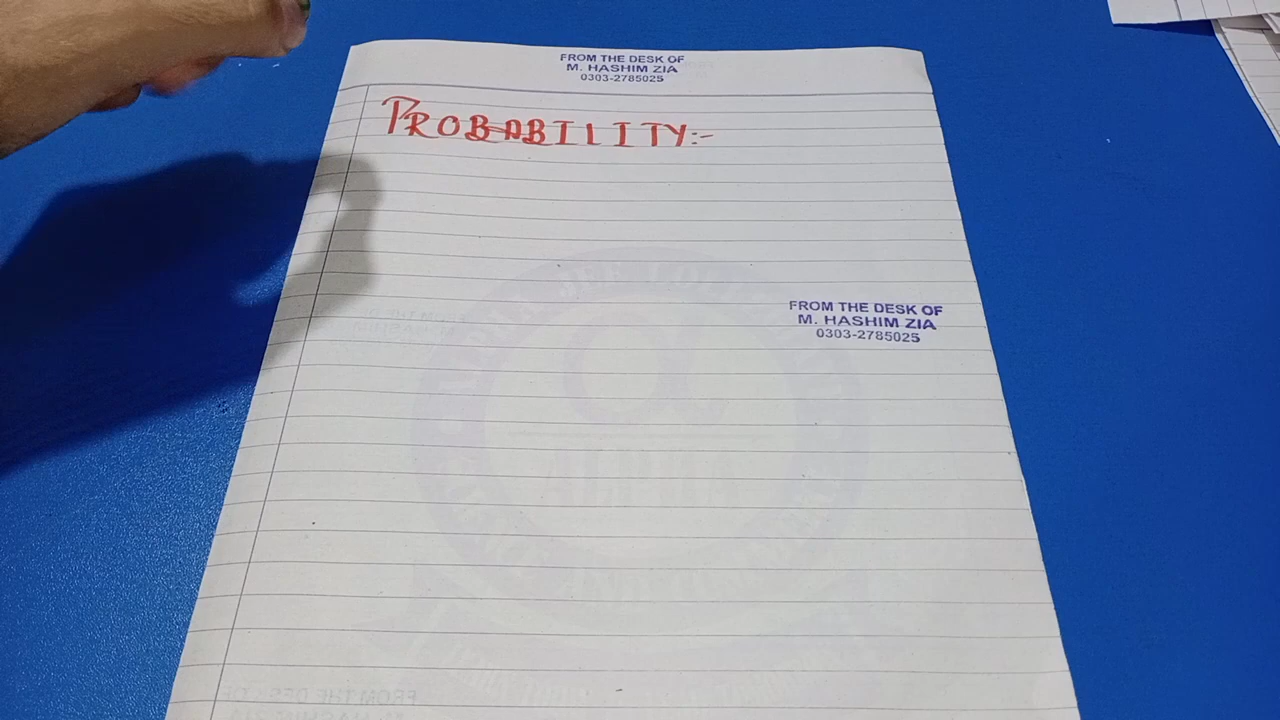 FROM THE DESK OF
M. HASHIM ZIA
0303-2785025
PROBABILITY:-
FROM THE DESK OF
M. HASHIM ZIA
0303-2785025